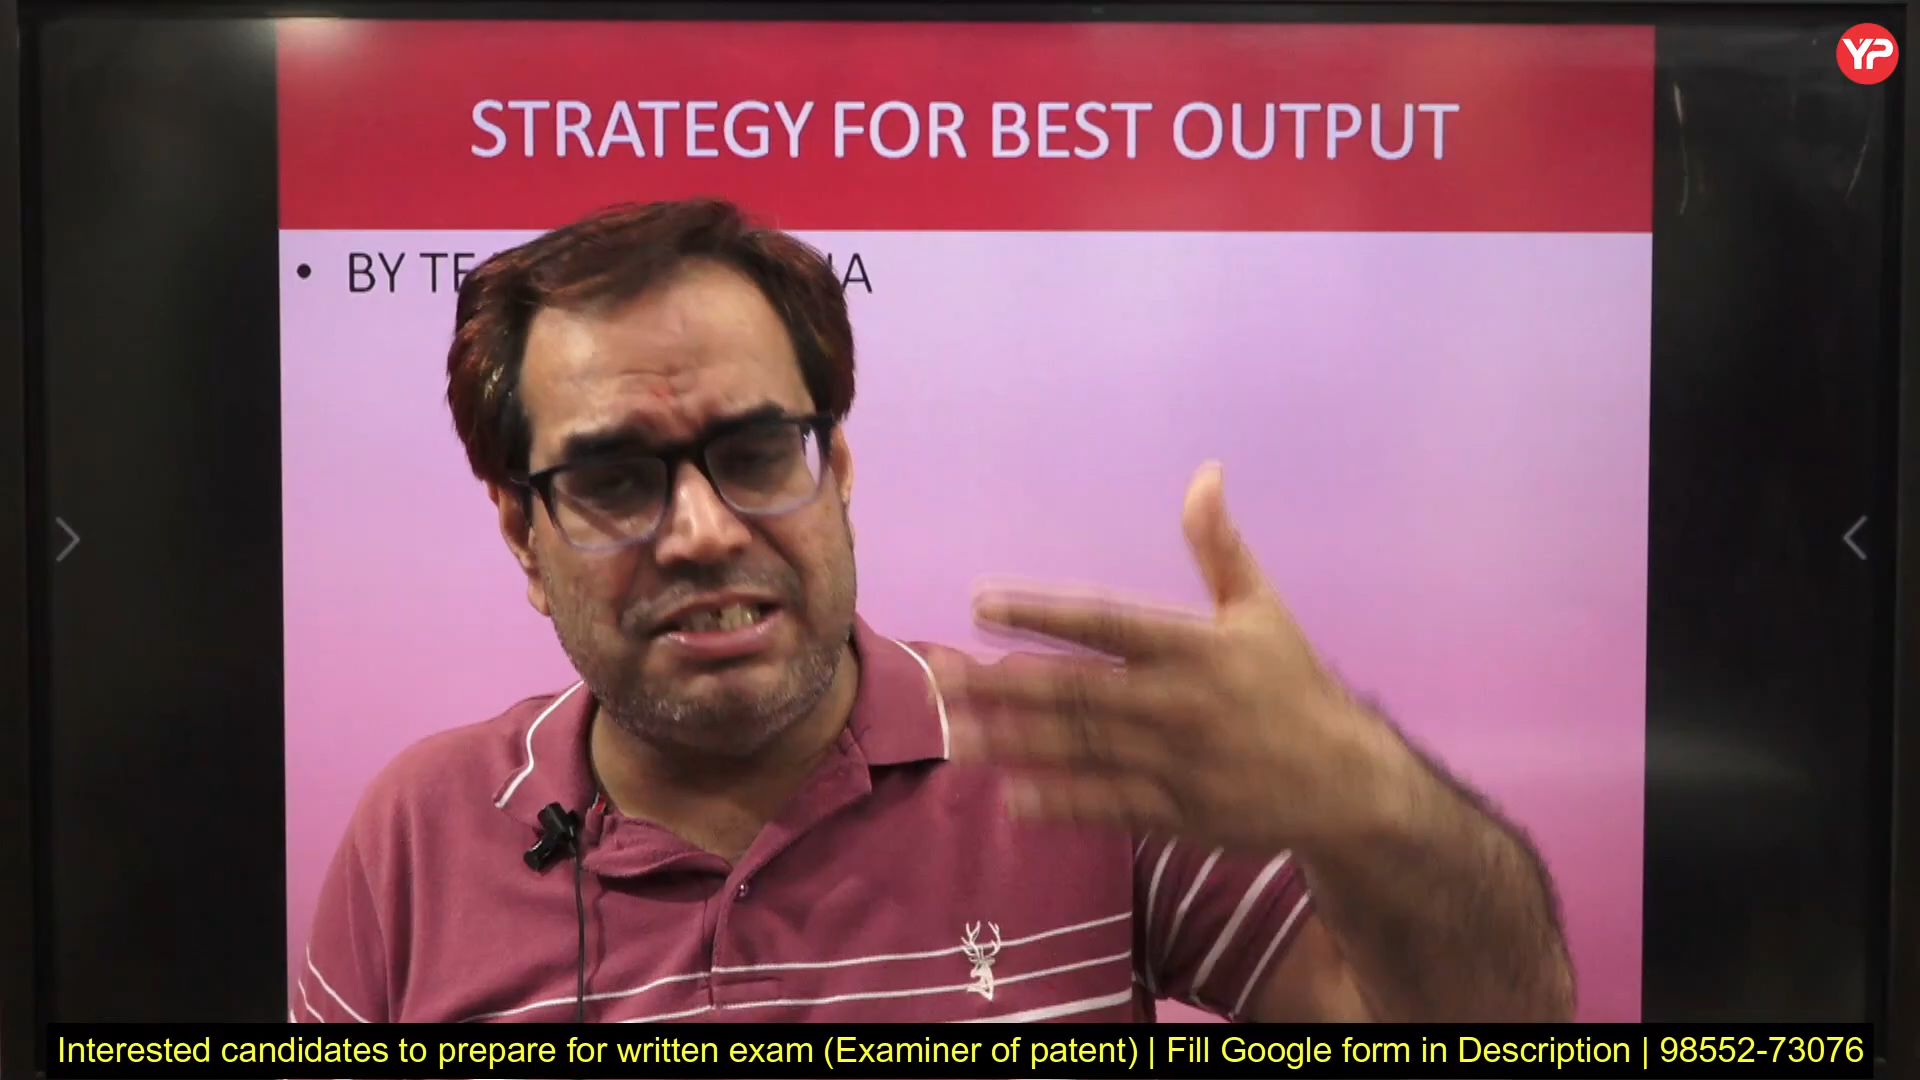 YP
STRATEGY FOR BEST OUTPUT
• BY
Interested candidates to prepare for written exam (Examiner of patent) | Fill Google form in Description | 98552-73076